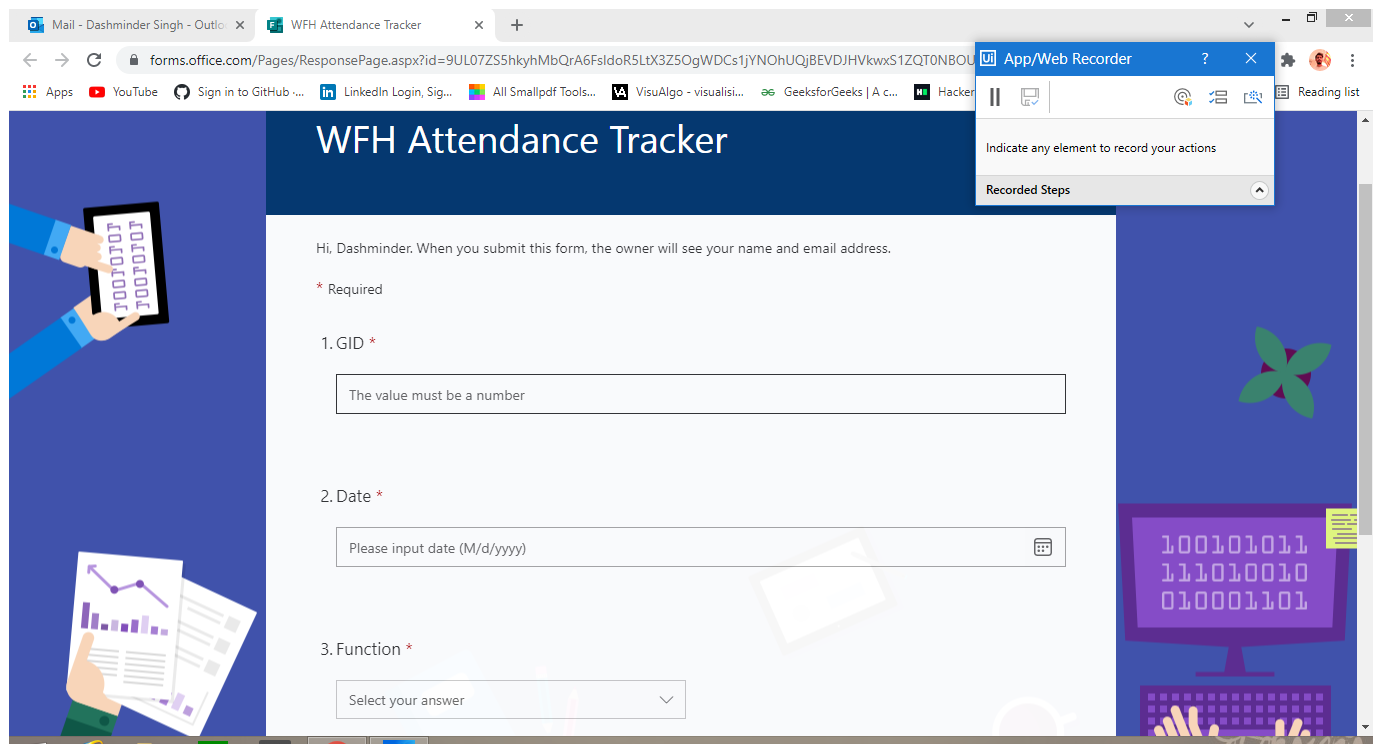 Mail - Dashminder Singh - Outlo
WFH Attendance Tracker
forms.office.com/Pages/ResponsePage.aspx?id=9UL07ZS5hkyhMbQrA6FsIdoR5LtX3Z5OgWDCs1jYNOhUQjBEVDJHVkwxS1ZQT0NBOU
Apps
YouTube
Sign in to GitHub ·...
LinkedIn Login, Sig...
All Smallpdf Tools...
VisuAlgo - visualisi...
GeeksforGeeks | A c...
Hacker
Reading list
Ui App/Web Recorder ?
Indicate any element to record your actions
Recorded Steps
WFH Attendance Tracker
Hi, Dashminder. When you submit this form, the owner will see your name and email address.
* Required
1. GID *
The value must be a number
2. Date *
Please input date (M/d/yyyy)
3. Function *
Select your answer
100101011
111010010
010001101